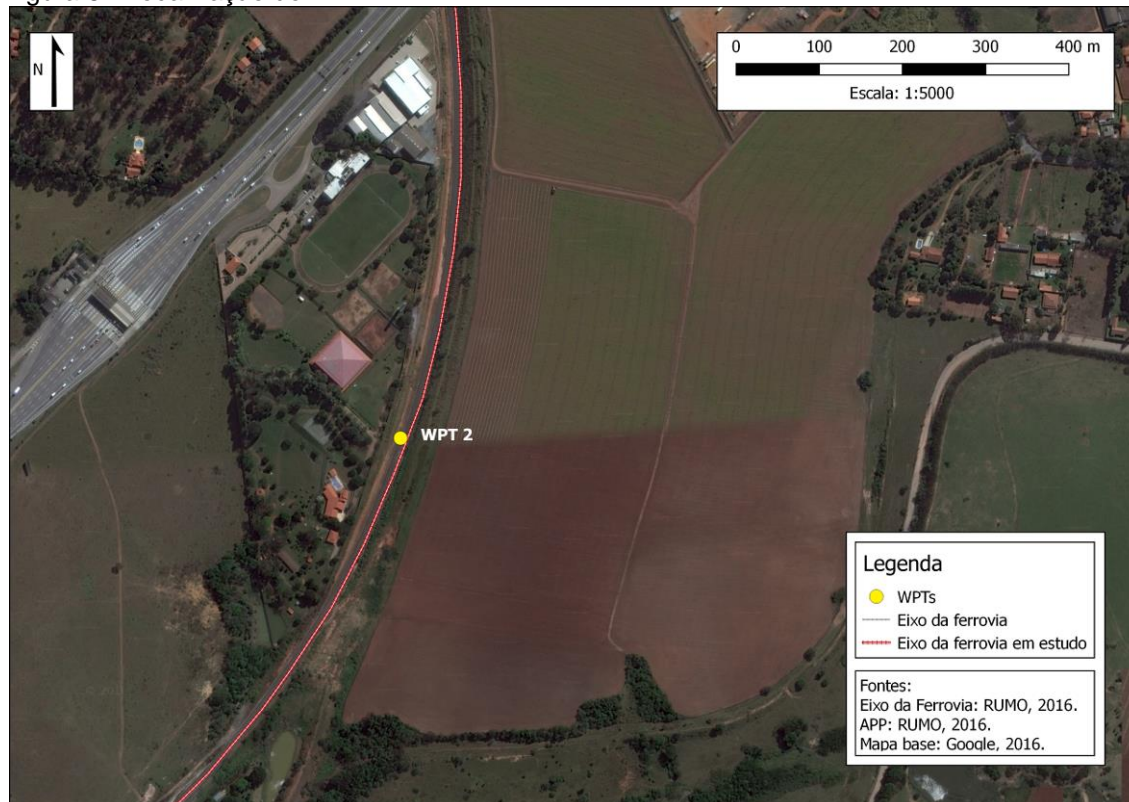 N
0 100 200 300 400 m
Escala: 1:5000
WPT 2
Legenda
WPTs
Eixo da ferrovia
Eixo da ferrovia em estudo
Fontes:
Eixo da Ferrovia: RUMO, 2016.
APP: RUMO, 2016.
Mapa base: Google, 2016.